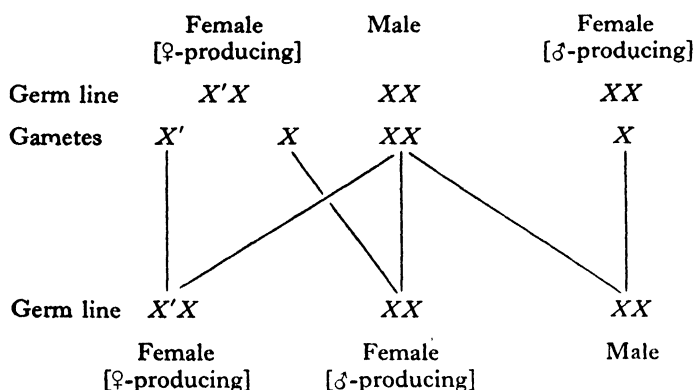 Female Male Female
[♀-producing] [♂-producing]
Germ line X′X XX XX
Gametes X′ X XX X
Germ line X′X XX XX
Female Female Male
[♀-producing] [♂-producing]